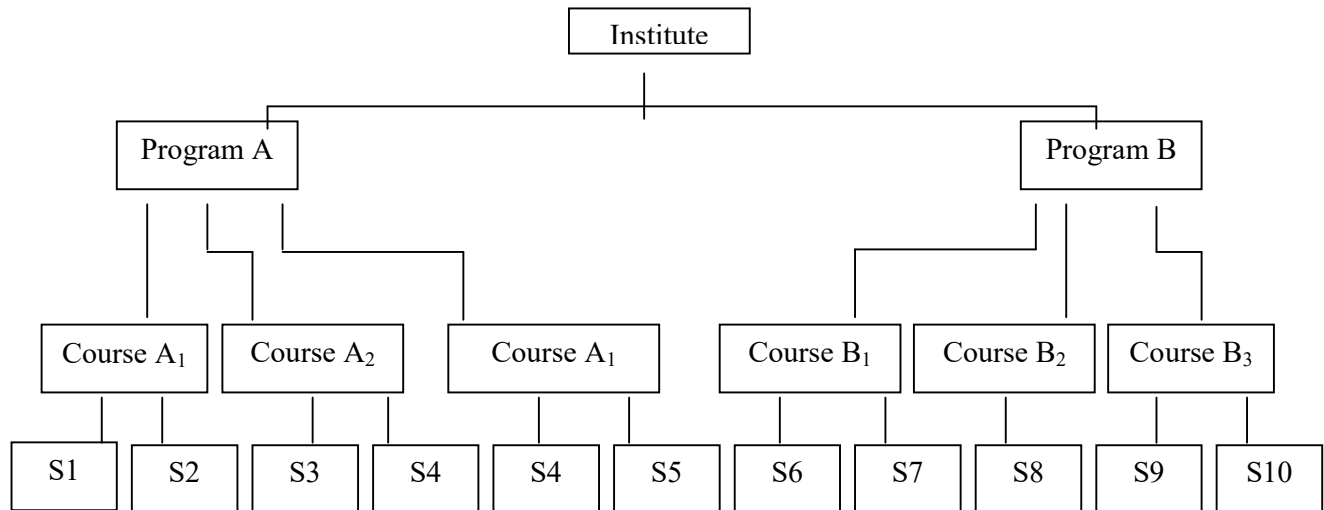 Institute
Program A
Program B
Course A₁
Course A₂
Course A₁
Course B₁
Course B₂
Course B₃
S1
S2
S3
S4
S4
S5
S6
S7
S8
S9
S10